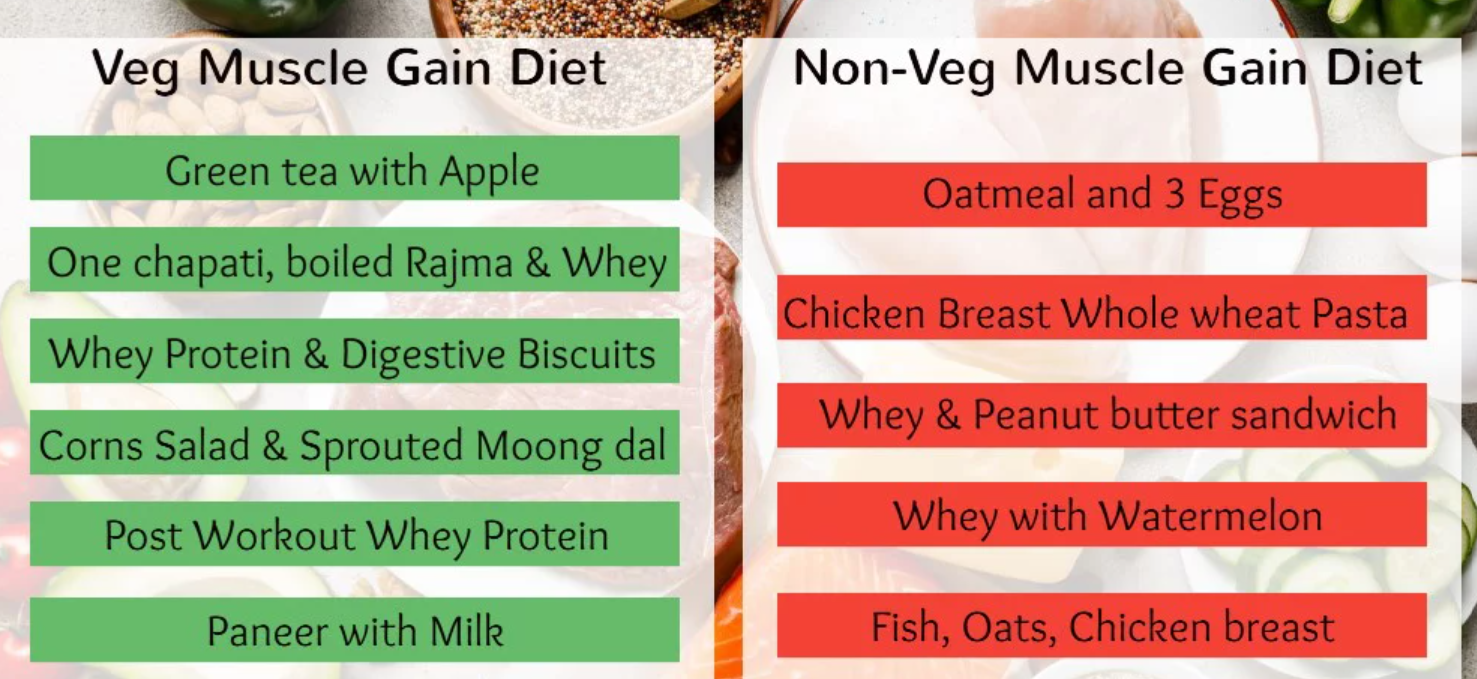 Veg Muscle Gain Diet
Green tea with Apple
One chapati, boiled Rajma & Whey
Whey Protein & Digestive Biscuits
Corns Salad & Sprouted Moong dal
Post Workout Whey Protein
Paneer with Milk
Non-Veg Muscle Gain Diet
Oatmeal and 3 Eggs
Chicken Breast Whole wheat Pasta
Whey & Peanut butter sandwich
Whey with Watermelon
Fish, Oats, Chicken breast